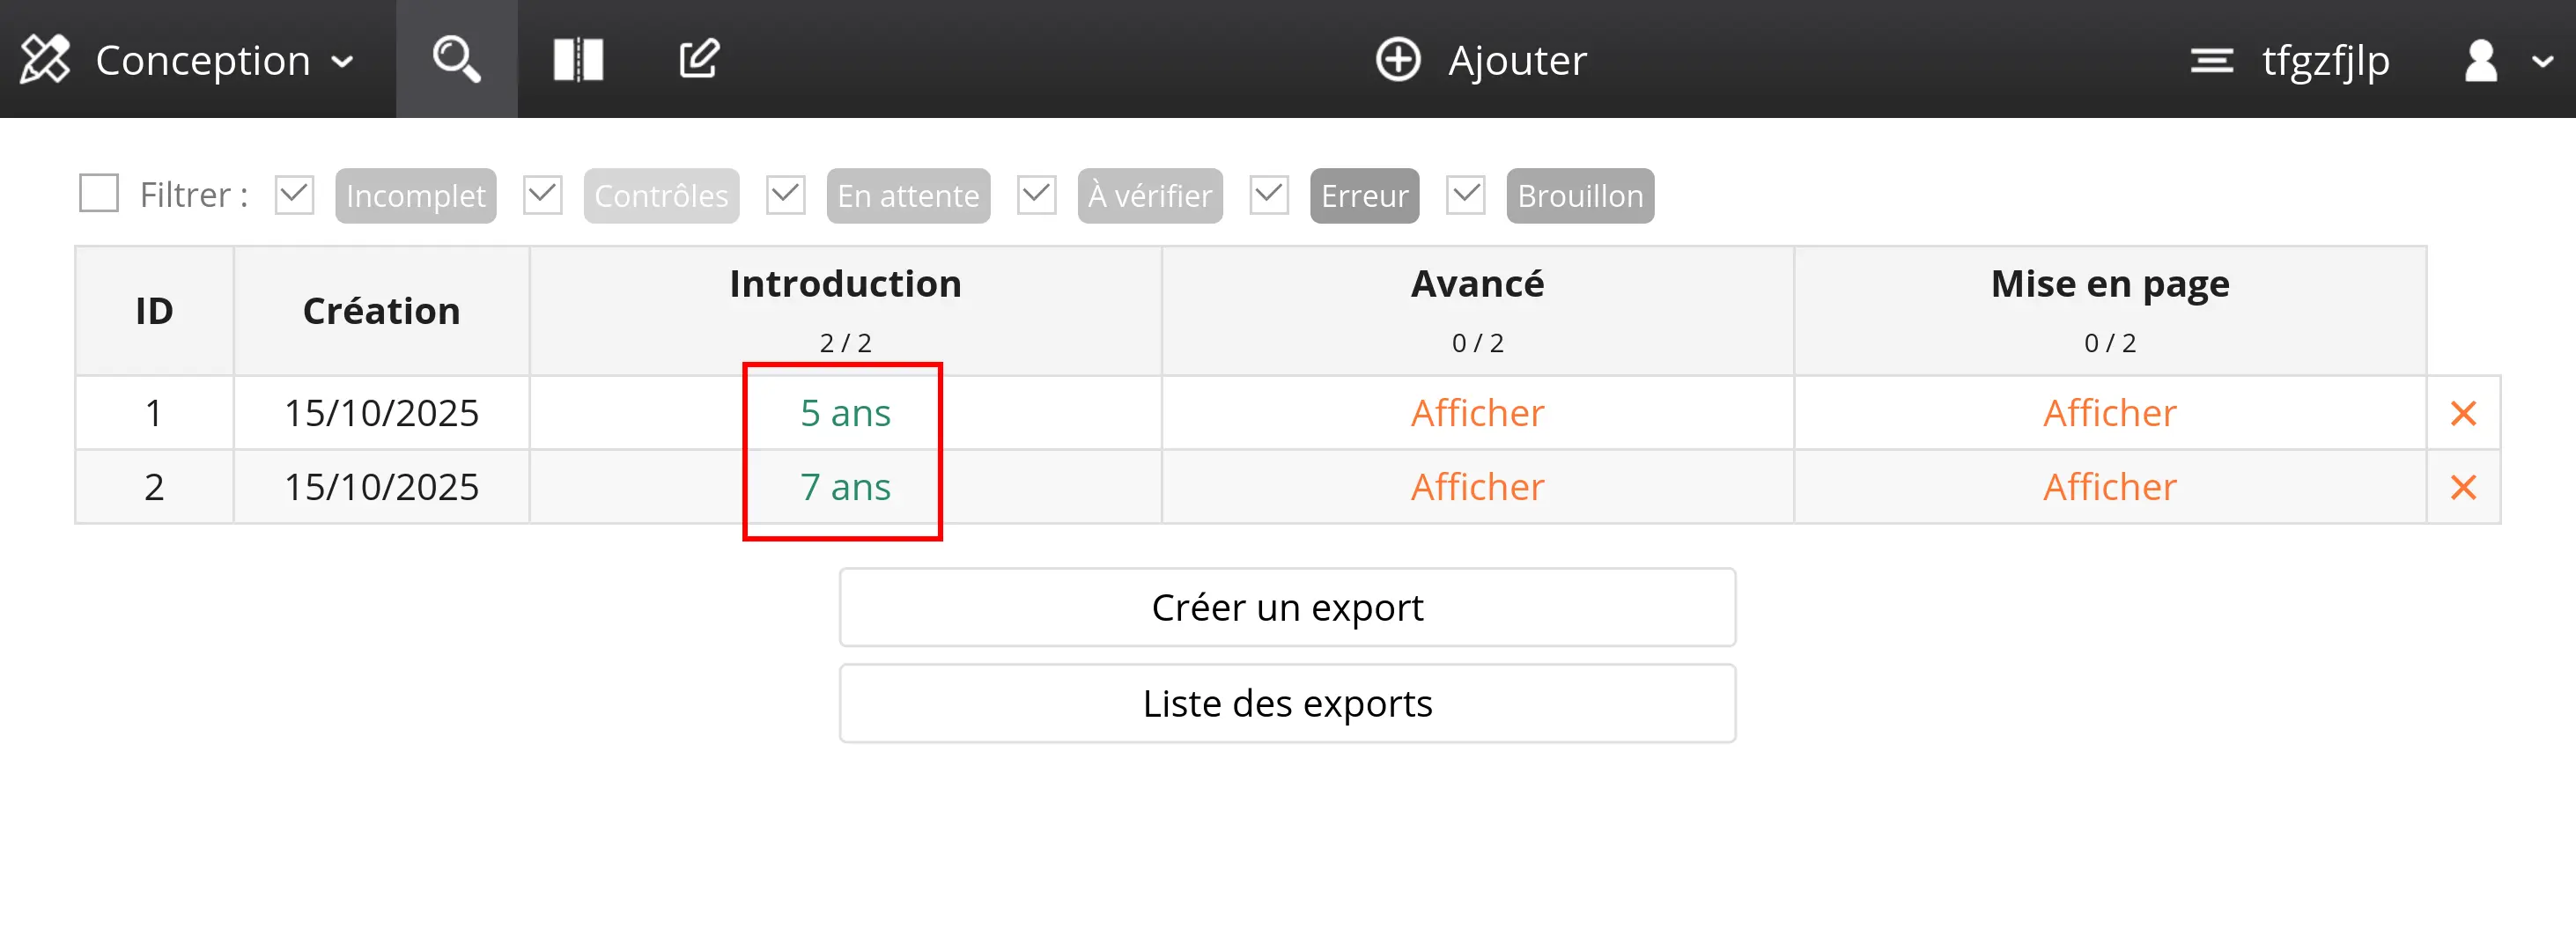 Conception Ajouter tfgzfjlp
Filtrer : Incomplet Contrôles En attente À vérifier Erreur Brouillon
ID Création Introduction Avancé Mise en page
2 / 2 0 / 2 0 / 2
1 15/10/2025 5 ans Afficher Afficher
2 15/10/2025 7 ans Afficher Afficher
Créer un export
Liste des exports